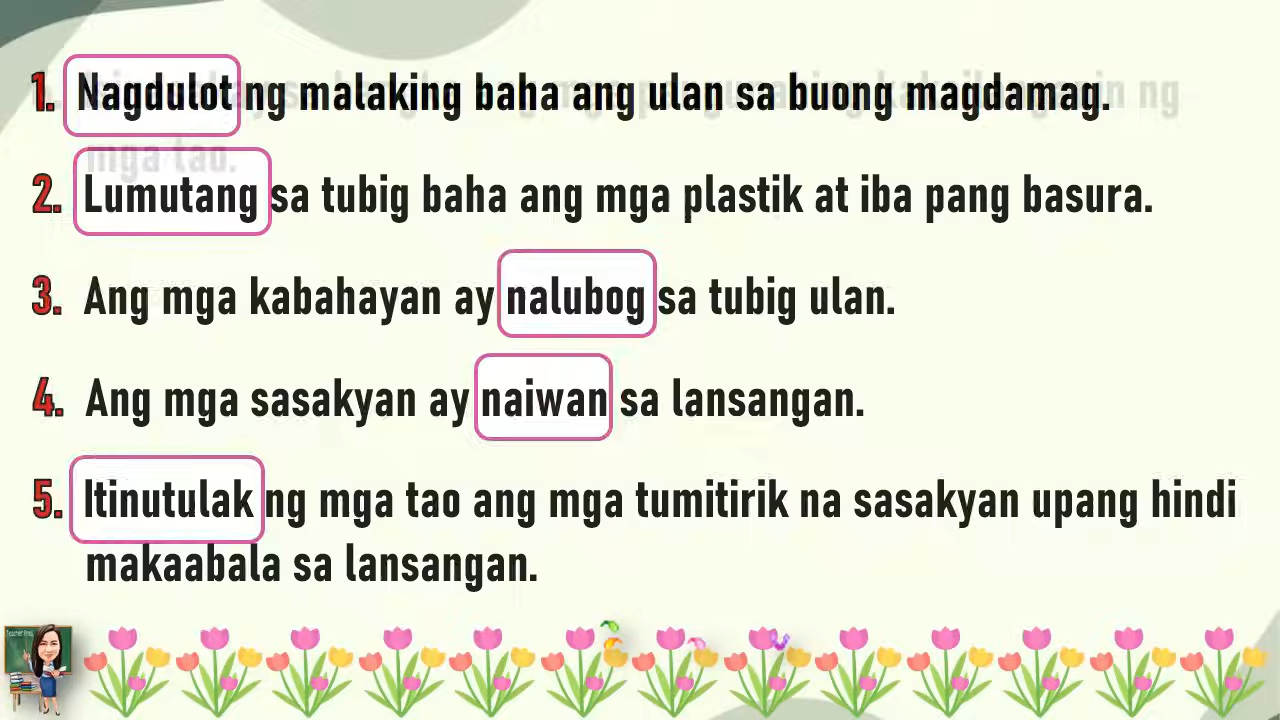 1. Nagdulot ng malaking baha ang ulan sa buong magdamag.
mga tao.
2. Lumutang sa tubig baha ang mga plastik at iba pang basura.
3. Ang mga kabahayan ay nalubog sa tubig ulan.
4. Ang mga sasakyan ay naiwan sa lansangan.
5. Itinutulak ng mga tao ang mga tumitirik na sasakyan upang hindi
makaabala sa lansangan.